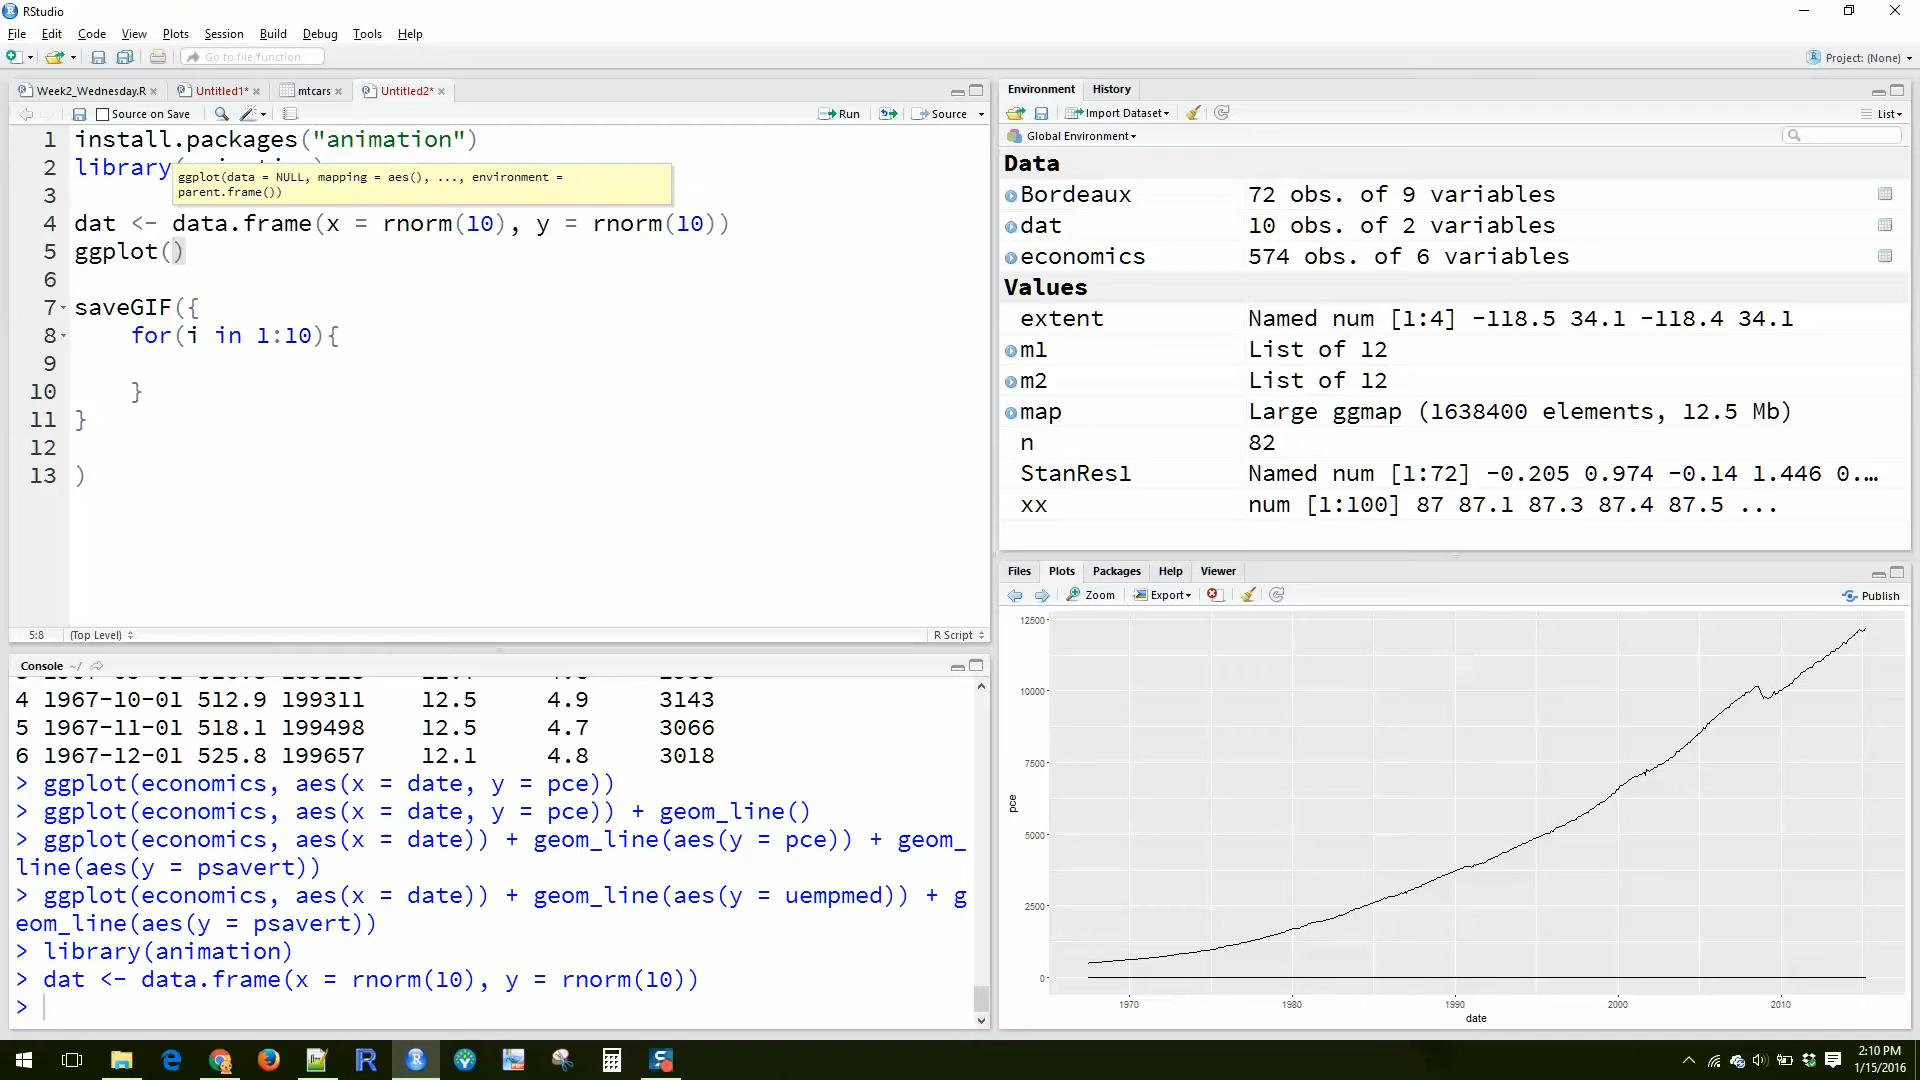 RStudio
File Edit Code View Plots Session Build Debug Tools Help
Go to file/function
Project: (None)
Week2_Wednesday.R
Untitled1*
mtcars
Untitled2*
Source on Save
Run
Source
1 install.packages("animation")
2 library
ggplot(data = NULL, mapping = aes(), ..., environment =
parent.frame())
3
4 dat <- data.frame(x = rnorm(10), y = rnorm(10))
5 ggplot()
6
7 saveGIF({
8 for(i in 1:10){
9
10 }
11 }
12
13 )
5:8 (Top Level) R Script
Console ~/
4 1967-10-01 512.9 199311 12.5 4.9 3143
5 1967-11-01 518.1 199498 12.5 4.7 3066
6 1967-12-01 525.8 199657 12.1 4.8 3018
> ggplot(economics, aes(x = date, y = pce))
> ggplot(economics, aes(x = date, y = pce)) + geom_line()
> ggplot(economics, aes(x = date)) + geom_line(aes(y = pce)) + geom_
line(aes(y = psavert))
> ggplot(economics, aes(x = date)) + geom_line(aes(y = uempmed)) + g
eom_line(aes(y = psavert))
> library(animation)
> dat <- data.frame(x = rnorm(10), y = rnorm(10))
>
Environment History
Import Dataset
List
Global Environment
Data
Bordeaux 72 obs. of 9 variables
dat 10 obs. of 2 variables
economics 574 obs. of 6 variables
Values
extent Named num [1:4] -118.5 34.1 -118.4 34.1
m1 List of 12
m2 List of 12
map Large ggmap (1638400 elements, 12.5 Mb)
n 82
StanRes1 Named num [1:72] -0.205 0.974 -0.14 1.446 0.…
xx num [1:100] 87 87.1 87.3 87.4 87.5 ...
Files Plots Packages Help Viewer
Zoom Export Publish
12500
10000
7500
5000
2500
0
pce
1970 1980 1990 2000 2010
date
2:10 PM
1/15/2016